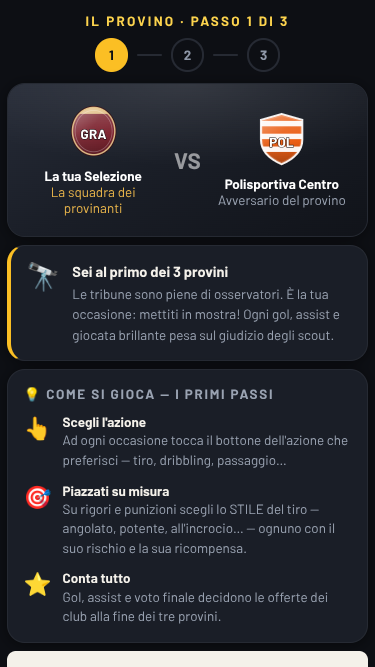 IL PROVINO · PASSO 1 DI 3
1 2 3
GRA
POL
VS
La tua Selezione
La squadra dei
provinanti
Polisportiva Centro
Avversario del provino
Sei al primo dei 3 provini
Le tribune sono piene di osservatori. È la tua
occasione: mettiti in mostra! Ogni gol, assist e
giocata brillante pesa sul giudizio degli scout.
COME SI GIOCA — I PRIMI PASSI
Scegli l'azione
Ad ogni occasione tocca il bottone dell'azione che
preferisci — tiro, dribbling, passaggio...
Piazzati su misura
Su rigori e punizioni scegli lo STILE del tiro —
angolato, potente, all'incrocio... — ognuno con il
suo rischio e la sua ricompensa.
Conta tutto
Gol, assist e voto finale decidono le offerte dei
club alla fine dei tre provini.